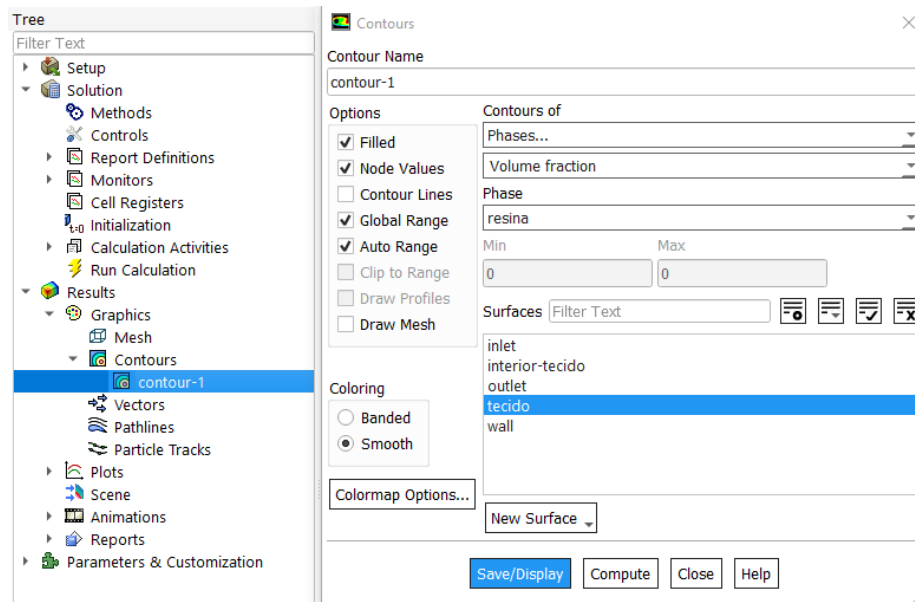 Tree
Filter Text
Setup
Solution
Methods
Controls
Report Definitions
Monitors
Cell Registers
t=0 Initialization
Calculation Activities
Run Calculation
Results
Graphics
Mesh
Contours
contour-1
Vectors
Pathlines
Particle Tracks
Plots
Scene
Animations
Reports
Parameters & Customization
Contours
Contour Name
contour-1
Options
Filled
Node Values
Contour Lines
Global Range
Auto Range
Clip to Range
Draw Profiles
Draw Mesh
Coloring
Banded
Smooth
Colormap Options...
Contours of
Phases...
Volume fraction
Phase
resina
Min Max
0 0
Surfaces Filter Text
inlet
interior-tecido
outlet
tecido
wall
New Surface
Save/Display Compute Close Help